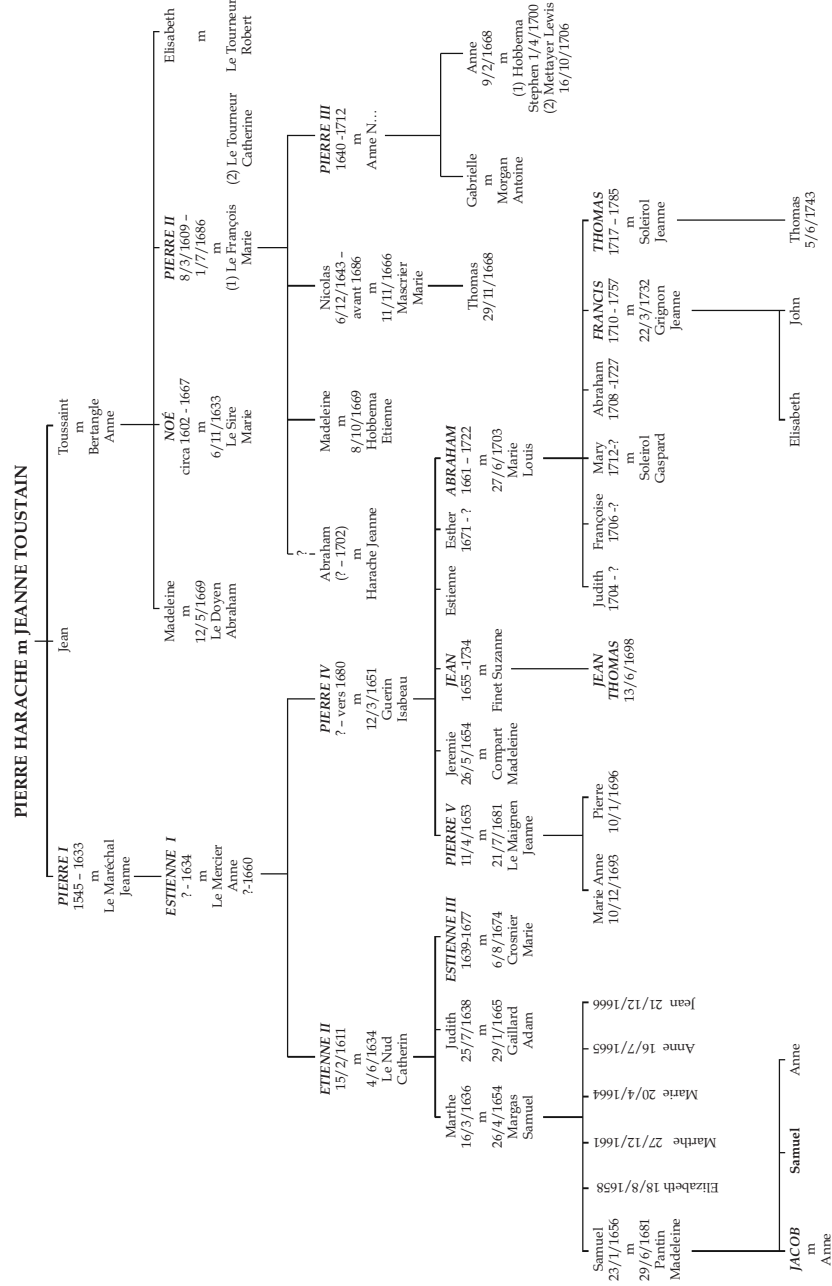 PIERRE HARACHE m JEANNE TOUSTAIN
PIERRE I
1545 – 1633
m
Le Maréchal
Jeanne
Jean
Toussaint
m
Bertangle
Anne
ESTIENNE I
? - 1634
m
Le Mercier
Anne
?-1660
Madeleine
m
12/5/1669
Le Doyen
Abraham
NOÉ
circa 1602 - 1667
m
6/11/1633
Le Sire
Marie
PIERRE II
8/3/1609 –
1/7/1686
m
(1) Le François
Marie
(2) Le Tourneur
Catherine
Elisabeth
m
Le Tourneur
Robert
ETIENNE II
15/2/1611
m
4/6/1634
Le Nud
Catherin
PIERRE IV
? – vers 1680
m
12/3/1651
Guerin
Isabeau
?
Abraham
(? – 1702)
m
Harache Jeanne
Madeleine
m
8/10/1669
Hobbema
Etienne
Nicolas
6/12/1643 –
avant 1686
m
11/11/1666
Mascrier
Marie
PIERRE III
1640 -1712
m
Anne N…
Marthe
16/3/1636
m
26/4/1654
Margas
Samuel
Judith
25/7/1638
m
29/1/1665
Gaillard
Adam
ESTIENNE III
1639-1677
m
6/8/1674
Crosnier
Marie
PIERRE V
11/4/1653
m
21/7/1681
Le Maignen
Jeanne
Jeremie
26/5/1654
m
Compart
Madeleine
JEAN
1655 -1734
m
Finet Suzanne
Estienne
Esther
1671 - ?
ABRAHAM
1661 – 1722
m
27/6/1703
Marie
Louis
Thomas
29/11/1668
Gabrielle
m
Morgan
Antoine
Anne
9/2/1668
m
(1) Hobbema
Stephen 1/4/1700
(2) Mettayer Lewis
16/10/1706
Samuel
23/1/1656
m
29/6/1681
Pantin
Madeleine
Elizabeth 18/8/1658
Marthe 27/12/1661
Marie 20/4/1664
Anne 16/7/1665
Jean 21/12/1666
Marie Anne
10/12/1693
Pierre
10/1/1696
JEAN
THOMAS
13/6/1698
Judith
1704 - ?
Françoise
1706 -?
Mary
1712-?
m
Soleirol
Gaspard
Abraham
1708 -1727
FRANCIS
1710 - 1757
m
22/3/1732
Grignon
Jeanne
THOMAS
1717 – 1785
m
Soleirol
Jeanne
JACOB
m
Anne
Samuel
Anne
Elisabeth
John
Thomas
5/6/1743